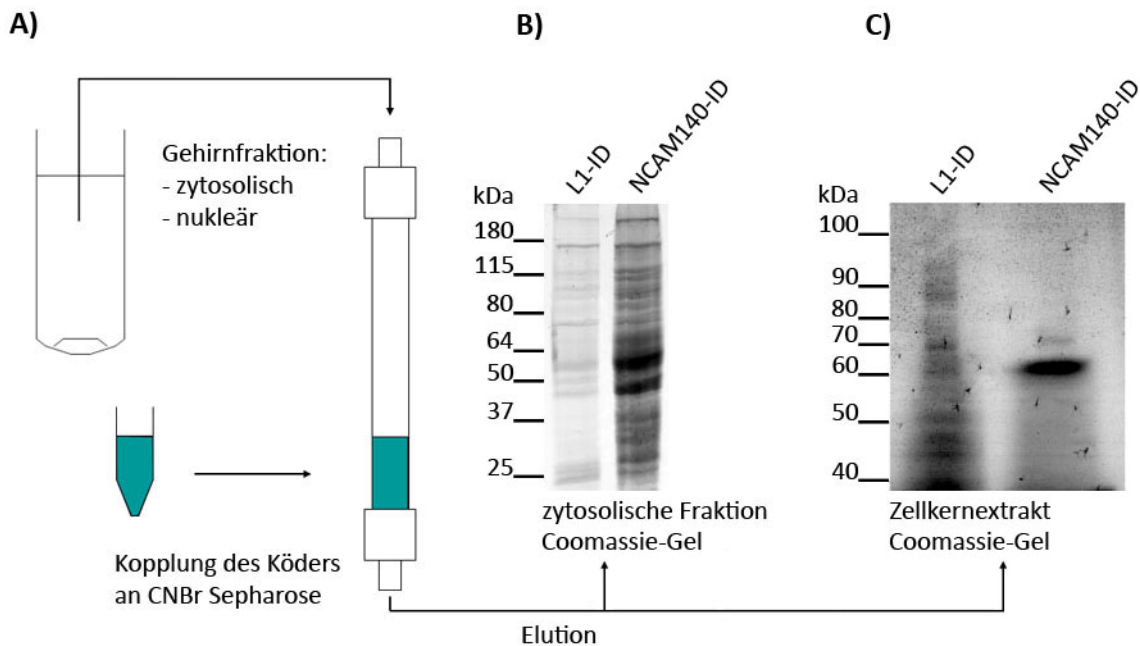 A)
Gehirnfraktion:
- zytosolisch
- nukleär
Kopplung des Köders
an CNBr Sepharose
Elution
B)
L1-ID
NCAM140-ID
kDa
180
115
80
64
50
37
25
zytosolische Fraktion
Coomassie-Gel
C)
L1-ID
NCAM140-ID
kDa
100
90
80
70
60
50
40
Zellkernextrakt
Coomassie-Gel